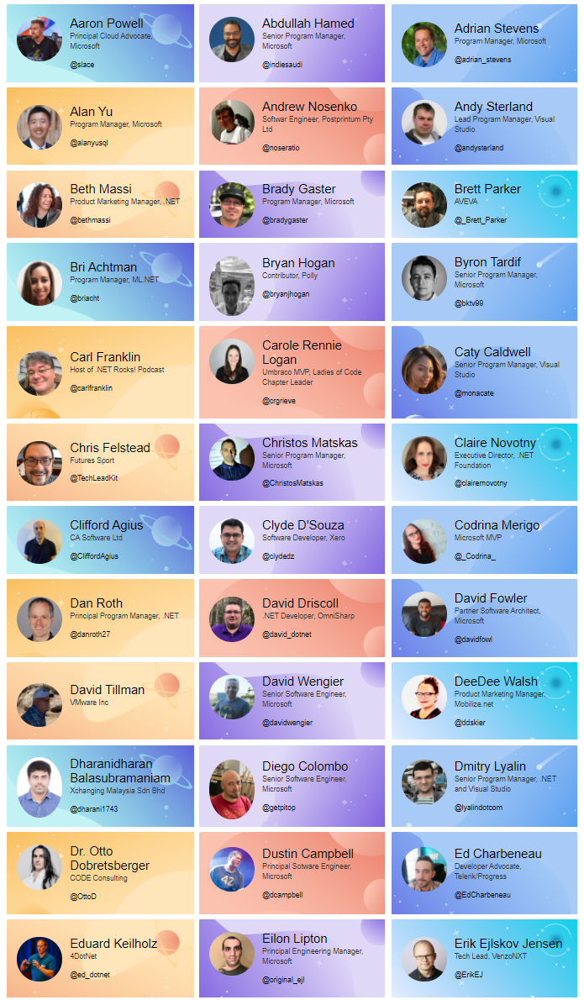 Aaron Powell
Principal Cloud Advocate,
Microsoft
@slace
Abdullah Hamed
Senior Program Manager,
Microsoft
@indiesaudi
Adrian Stevens
Program Manager, Microsoft
@adrian_stevens
Alan Yu
Program Manager, Microsoft
@alanyusql
Andrew Nosenko
Softwar Engineer, Postprintum Pty
Ltd
@noseratio
Andy Sterland
Lead Program Manager, Visual
Studio
@andysterland
Beth Massi
Product Marketing Manager, .NET
@bethmassi
Brady Gaster
Program Manager, Microsoft
@bradygaster
Brett Parker
AVEVA
@_Brett_Parker
Bri Achtman
Program Manager, ML.NET
@briacht
Bryan Hogan
Contributor, Polly
@bryanjhogan
Byron Tardif
Senior Program Manager,
Microsoft
@bktv99
Carl Franklin
Host of .NET Rocks! Podcast
@carlfranklin
Carole Rennie
Logan
Umbraco MVP, Ladies of Code
Chapter Leader
@crgrieve
Caty Caldwell
Senior Program Manager, Visual
Studio
@monacate
Chris Felstead
Futures Sport
@TechLeadKit
Christos Matskas
Senior Program Manager,
Microsoft
@ChristosMatskas
Claire Novotny
Executive Director, .NET
Foundation
@clairernovotny
Clifford Agius
CA Software Ltd
@CliffordAgius
Clyde D'Souza
Software Developer, Xero
@clydedz
Codrina Merigo
Microsoft MVP
@_Codrina_
Dan Roth
Principal Program Manager, .NET
@danroth27
David Driscoll
.NET Developer, OmniSharp
@david_dotnet
David Fowler
Partner Software Architect,
Microsoft
@davidfowl
David Tillman
VMware Inc
David Wengier
Senior Software Engineer,
Microsoft
@davidwengier
DeeDee Walsh
Product Marketing Manager,
Mobilize.net
@ddskier
Dharanidharan
Balasubramaniam
Xchanging Malaysia Sdn Bhd
@dharani1743
Diego Colombo
Senior Software Engineer,
Microsoft
@getpitop
Dmitry Lyalin
Senior Program Manager, .NET
and Visual Studio
@lyalindotcom
Dr. Otto
Dobretsberger
CODE Consulting
@OttoD
Dustin Campbell
Principal Sotware Engineer,
Microsoft
@dcampbell
42
Ed Charbeneau
Developer Advocate,
Telerik/Progress
@EdCharbeneau
Eduard Keilholz
4DotNet
@ed_dotnet
Eilon Lipton
Principal Engineering Manager,
Microsoft
@original_ejl
Erik Ejlskov Jensen
Tech Lead, VenzoNXT
@ErikEJ